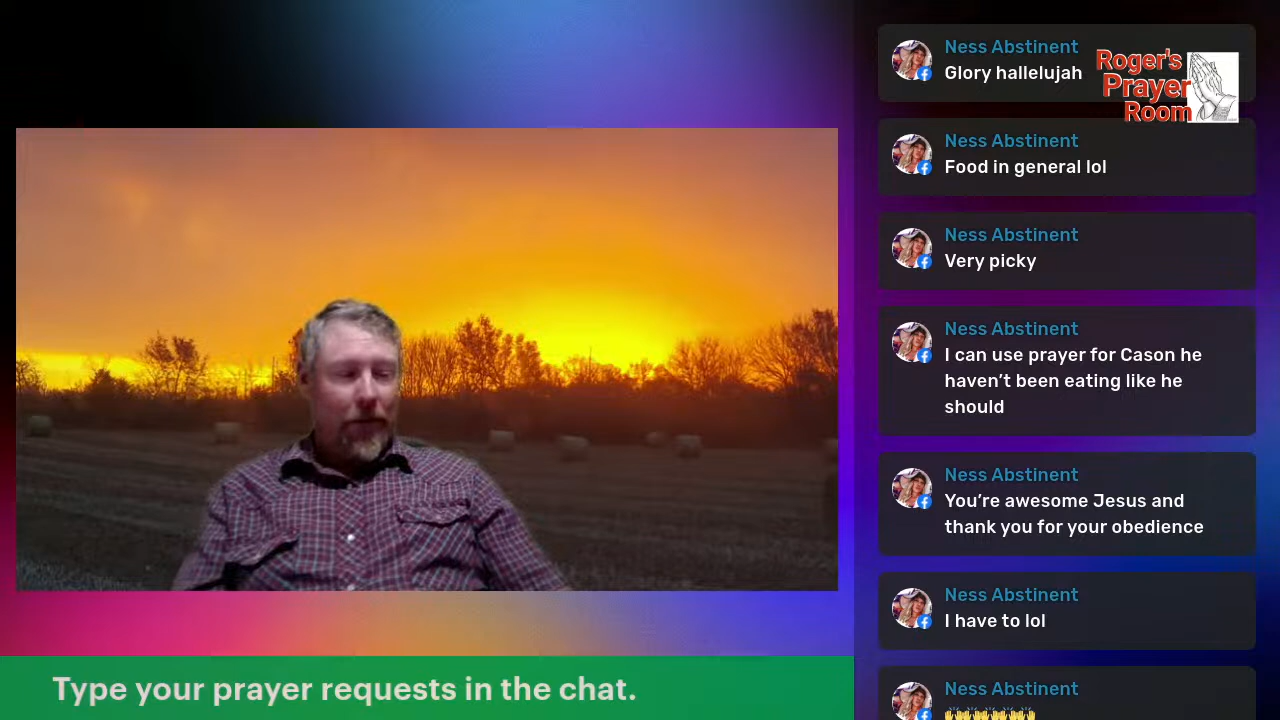 Ness Abstinent
Glory hallelujah
Roger's
Prayer
Room
Ness Abstinent
Food in general lol
Ness Abstinent
Very picky
Ness Abstinent
I can use prayer for Cason he
haven’t been eating like he
should
Ness Abstinent
You’re awesome Jesus and
thank you for your obedience
Ness Abstinent
I have to lol
Ness Abstinent
🙌🙌🙌🙌🙌🙌
Type your prayer requests in the chat.